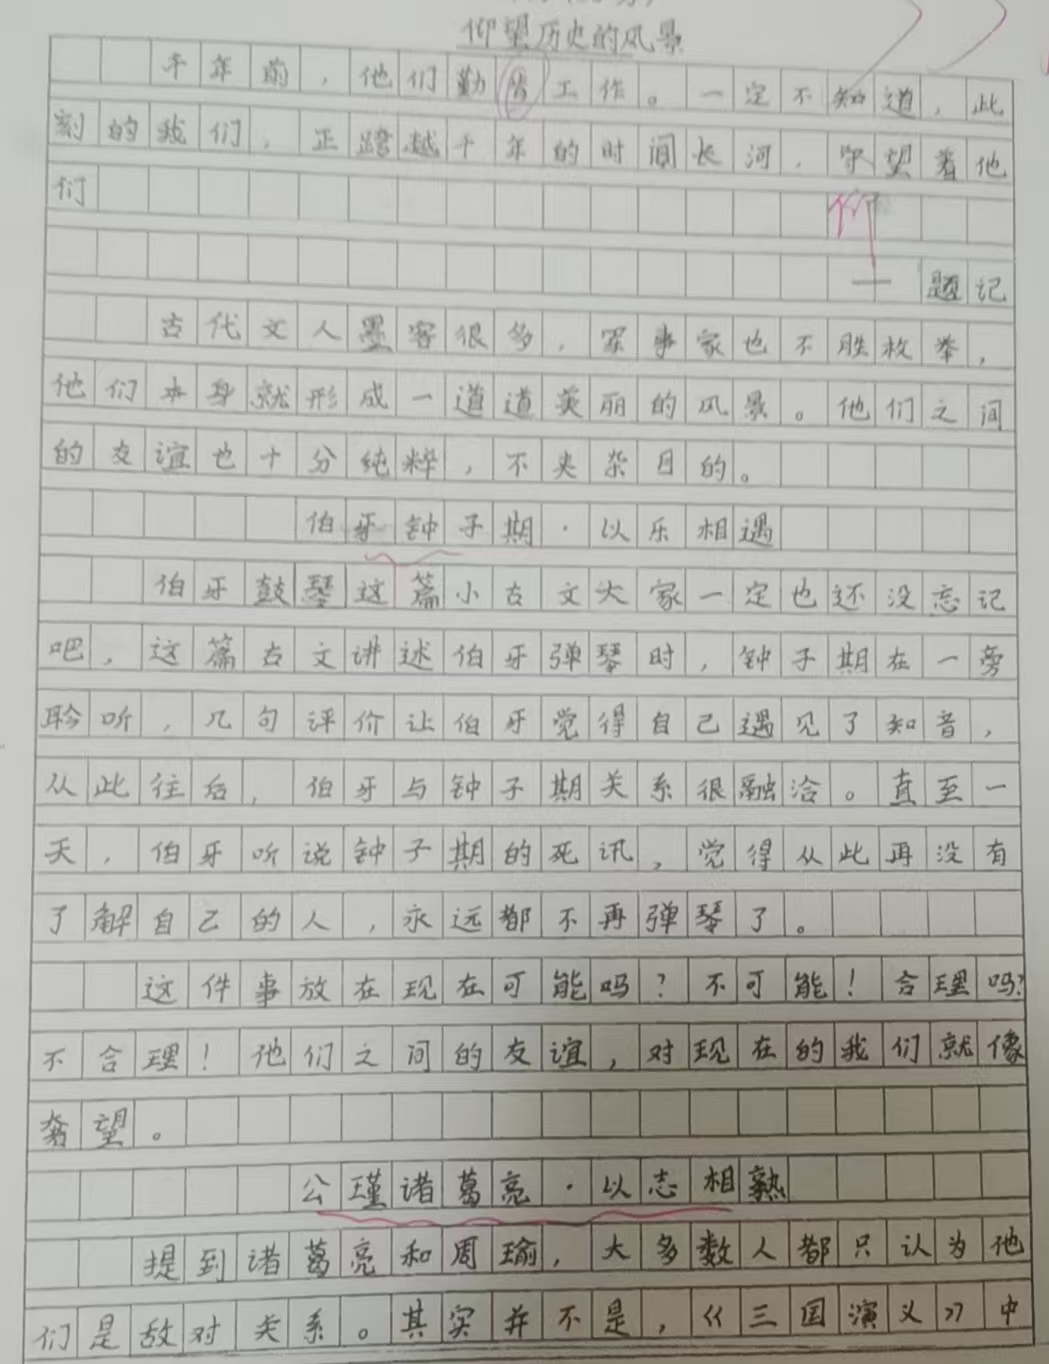 仰望历史的风景
千年前，他们勤劳工作。一定不知道，此
刻的我们，正跨越千年的时间长河，守望着他
们
仰
——题记
古代文人墨客很多，军事家也不胜枚举，
他们本身就形成一道道美丽的风景。他们之间
的友谊也十分纯粹，不夹杂目的。
伯牙钟子期·以乐相遇
伯牙鼓琴这篇小古文大家一定也还没忘记
吧，这篇古文讲述伯牙弹琴时，钟子期在一旁
聆听，几句评价让伯牙觉得自己遇见了知音，
从此往后，伯牙与钟子期关系很融洽。直至一
天，伯牙听说钟子期的死讯，觉得从此再没有
了解自己的人，永远都不再弹琴了。
这件事放在现在可能吗？不可能！合理吗？
不合理！他们之间的友谊，对现在的我们就像
奢望。
公瑾诸葛亮·以志相熟
提到诸葛亮和周瑜，大多数人都只认为他
们是敌对关系。其实并不是，《三国演义》中